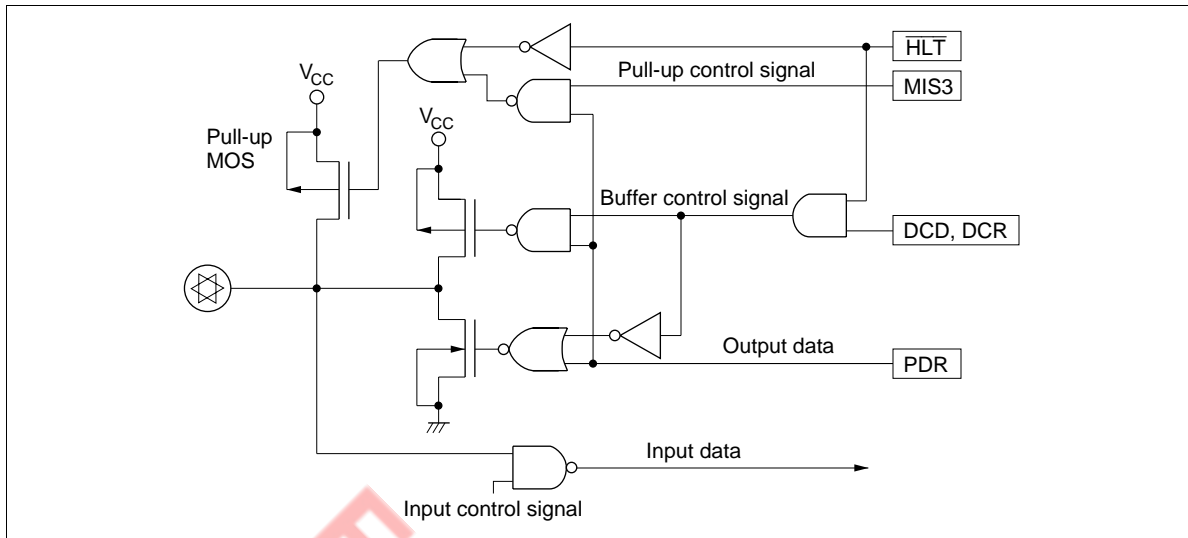 HLT
Pull-up control signal
MIS3
VCC
Pull-up
MOS
VCC
Buffer control signal
DCD, DCR
Output data
PDR
Input data
Input control signal